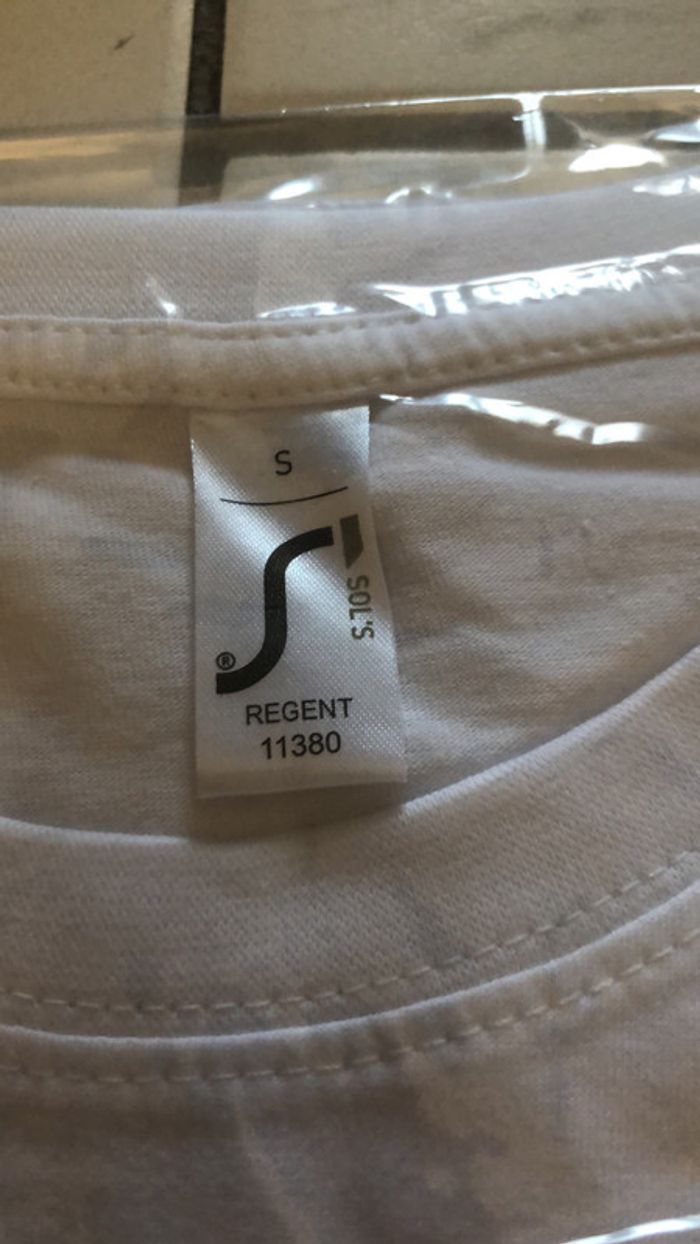 S
SOL'S
®
REGENT
11380